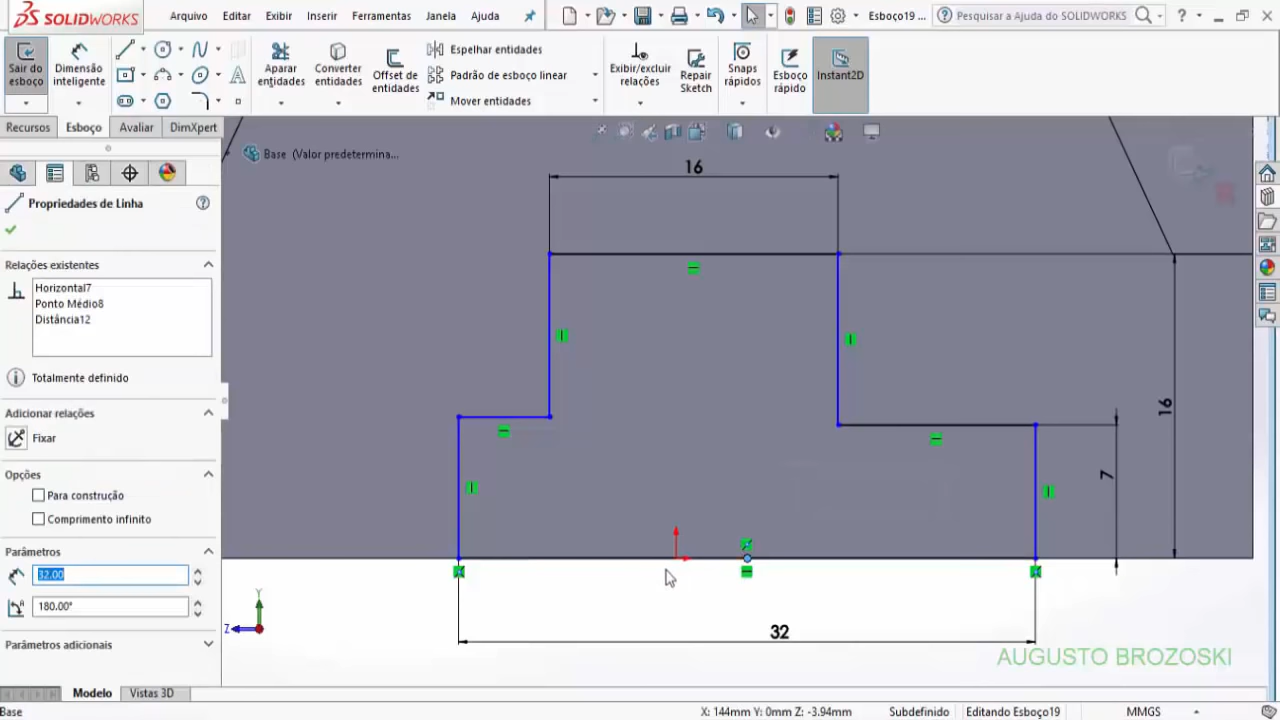 SOLIDWORKS
Arquivo
Editar
Exibir
Inserir
Ferramentas
Janela
Ajuda
Esboço19 ...
Pesquisar a Ajuda do SOLIDWORKS
Sair do esboço
Dimensão inteligente
Aparar entidades
Converter entidades
Offset de entidades
Espelhar entidades
Padrão de esboço linear
Mover entidades
Exibir/excluir relações
Repair Sketch
Snaps rápidos
Esboço rápido
Instant2D
Recursos
Esboço
Avaliar
DimXpert
Base (Valor predetermina...
Propriedades de Linha
Relações existentes
Horizontal7
Ponto Médio8
Distância12
Totalmente definido
Adicionar relações
Fixar
Opções
Para construção
Comprimento infinito
Parâmetros
32.00
180.00°
Parâmetros adicionais
16
16
7
32
Y
Z
AUGUSTO BROZOSKI
Modelo
Vistas 3D
Base
X: 144mm Y: 0mm Z: -3.94mm
Subdefinido
Editando Esboço19
MMGS